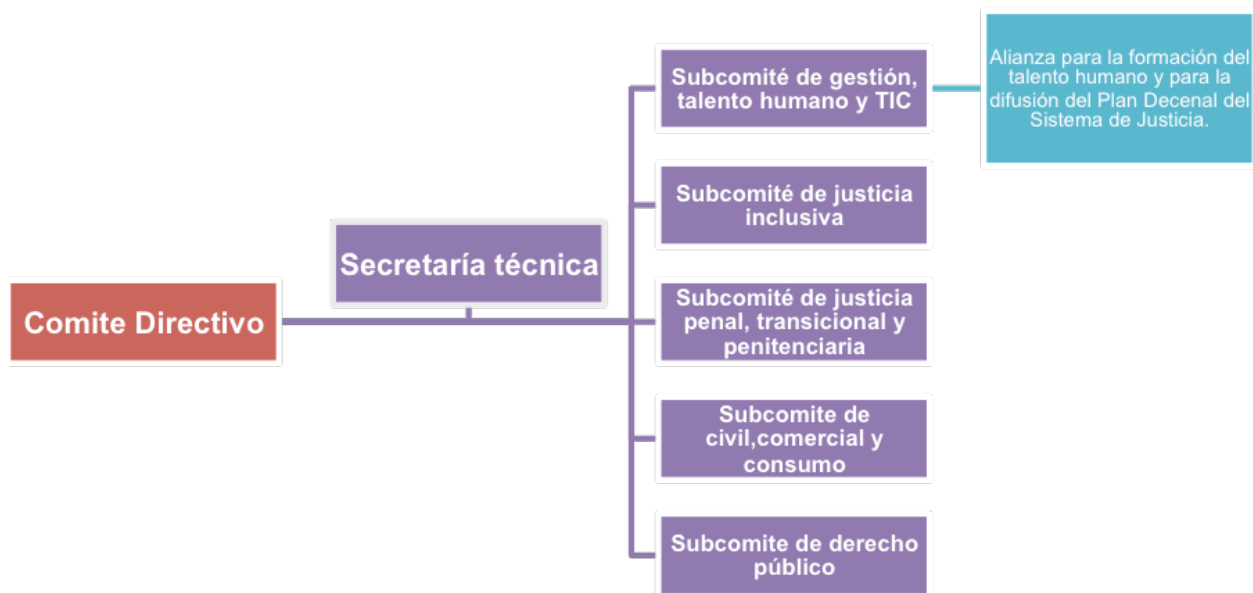 Comite Directivo
Secretaría técnica
Subcomité de gestión,
talento humano y TIC
Alianza para la formación del
talento humano y para la
difusión del Plan Decenal del
Sistema de Justicia.
Subcomité de justicia
inclusiva
Subcomité de justicia
penal, transicional y
penitenciaria
Subcomite de
civil,comercial y
consumo
Subcomite de derecho
público